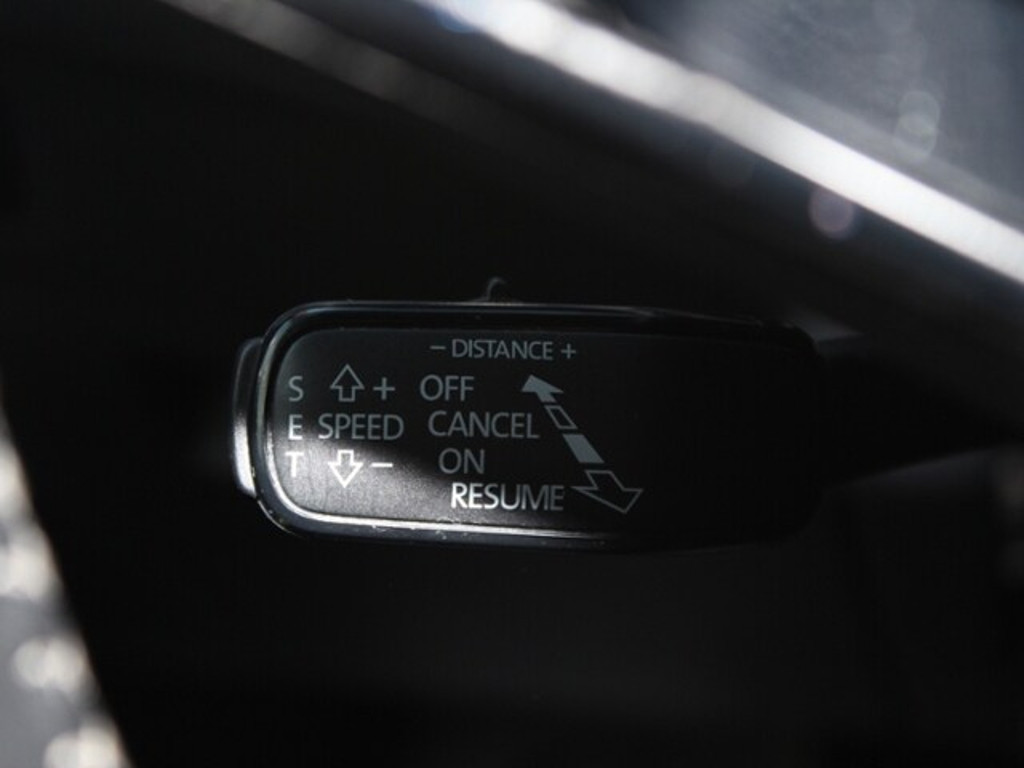 - DISTANCE +
S + OFF
E SPEED CANCEL
T - ON
RESUME